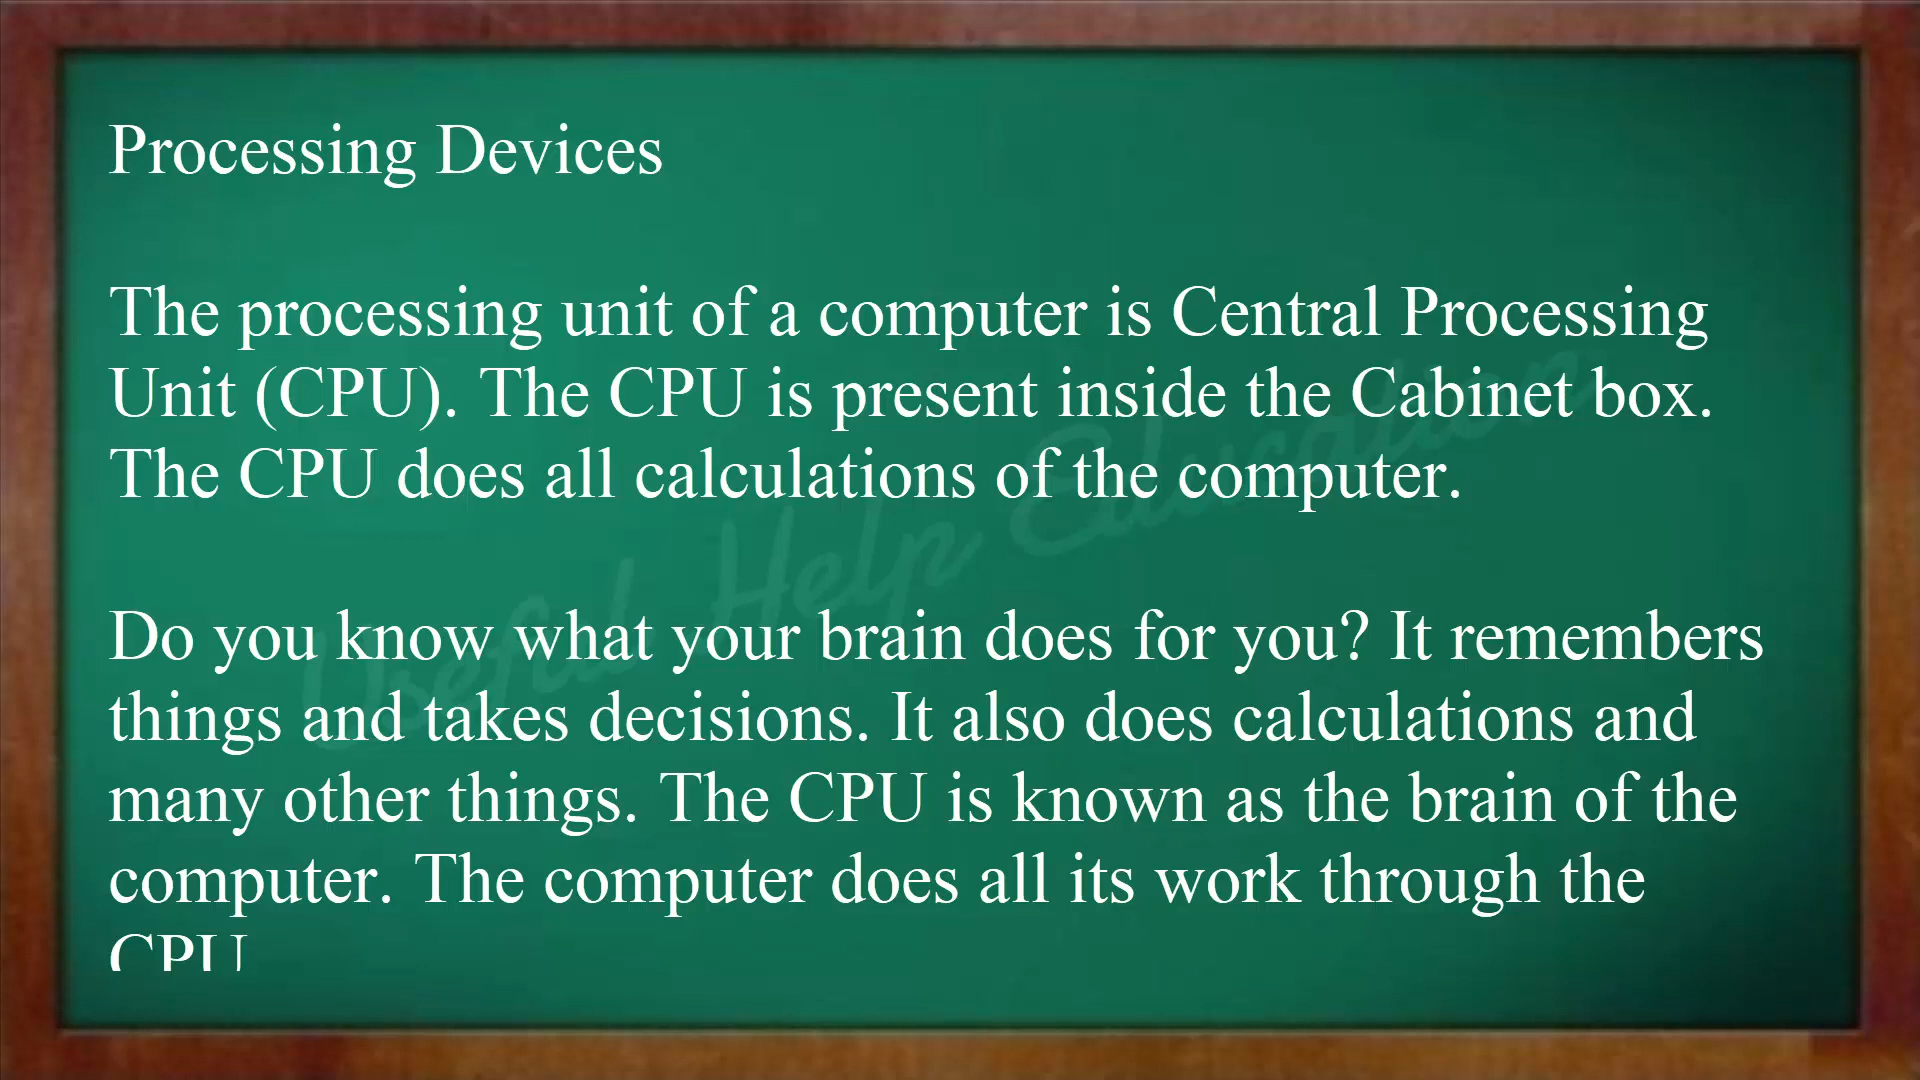 Processing Devices
The processing unit of a computer is Central Processing
Unit (CPU). The CPU is present inside the Cabinet box.
The CPU does all calculations of the computer.
Do you know what your brain does for you? It remembers
things and takes decisions. It also does calculations and
many other things. The CPU is known as the brain of the
computer. The computer does all its work through the
CPU
Useful Help Education